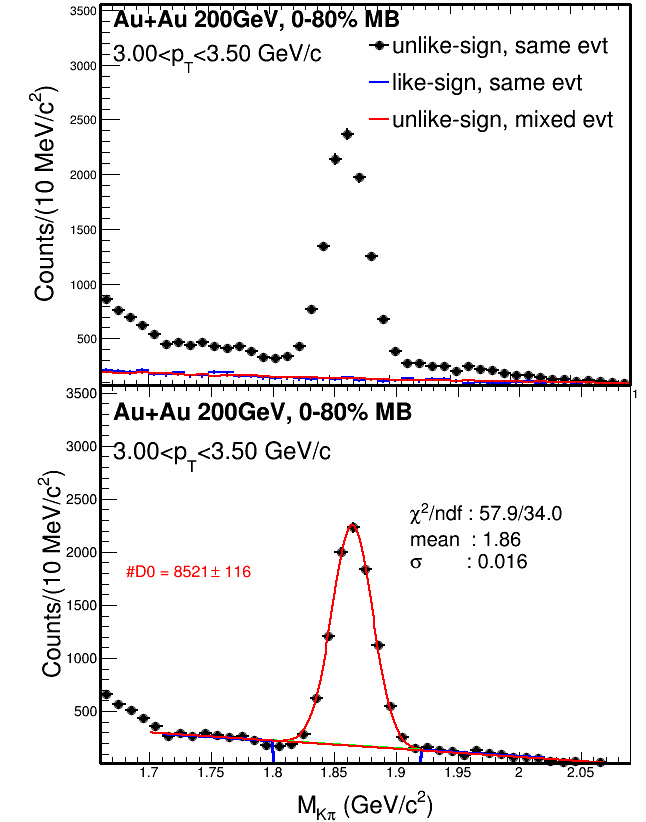 Au+Au 200GeV, 0-80% MB
3.00<p_T<3.50 GeV/c
unlike-sign, same evt
like-sign, same evt
unlike-sign, mixed evt
Counts/(10 MeV/c²)
3500
3000
2500
2000
1500
1000
500
1
Au+Au 200GeV, 0-80% MB
3.00<p_T<3.50 GeV/c
χ²/ndf : 57.9/34.0
mean : 1.86
σ : 0.016
#D0 = 8521± 116
Counts/(10 MeV/c²)
3500
3000
2500
2000
1500
1000
500
1.7 1.75 1.8 1.85 1.9 1.95 2 2.05
M_Kπ (GeV/c²)